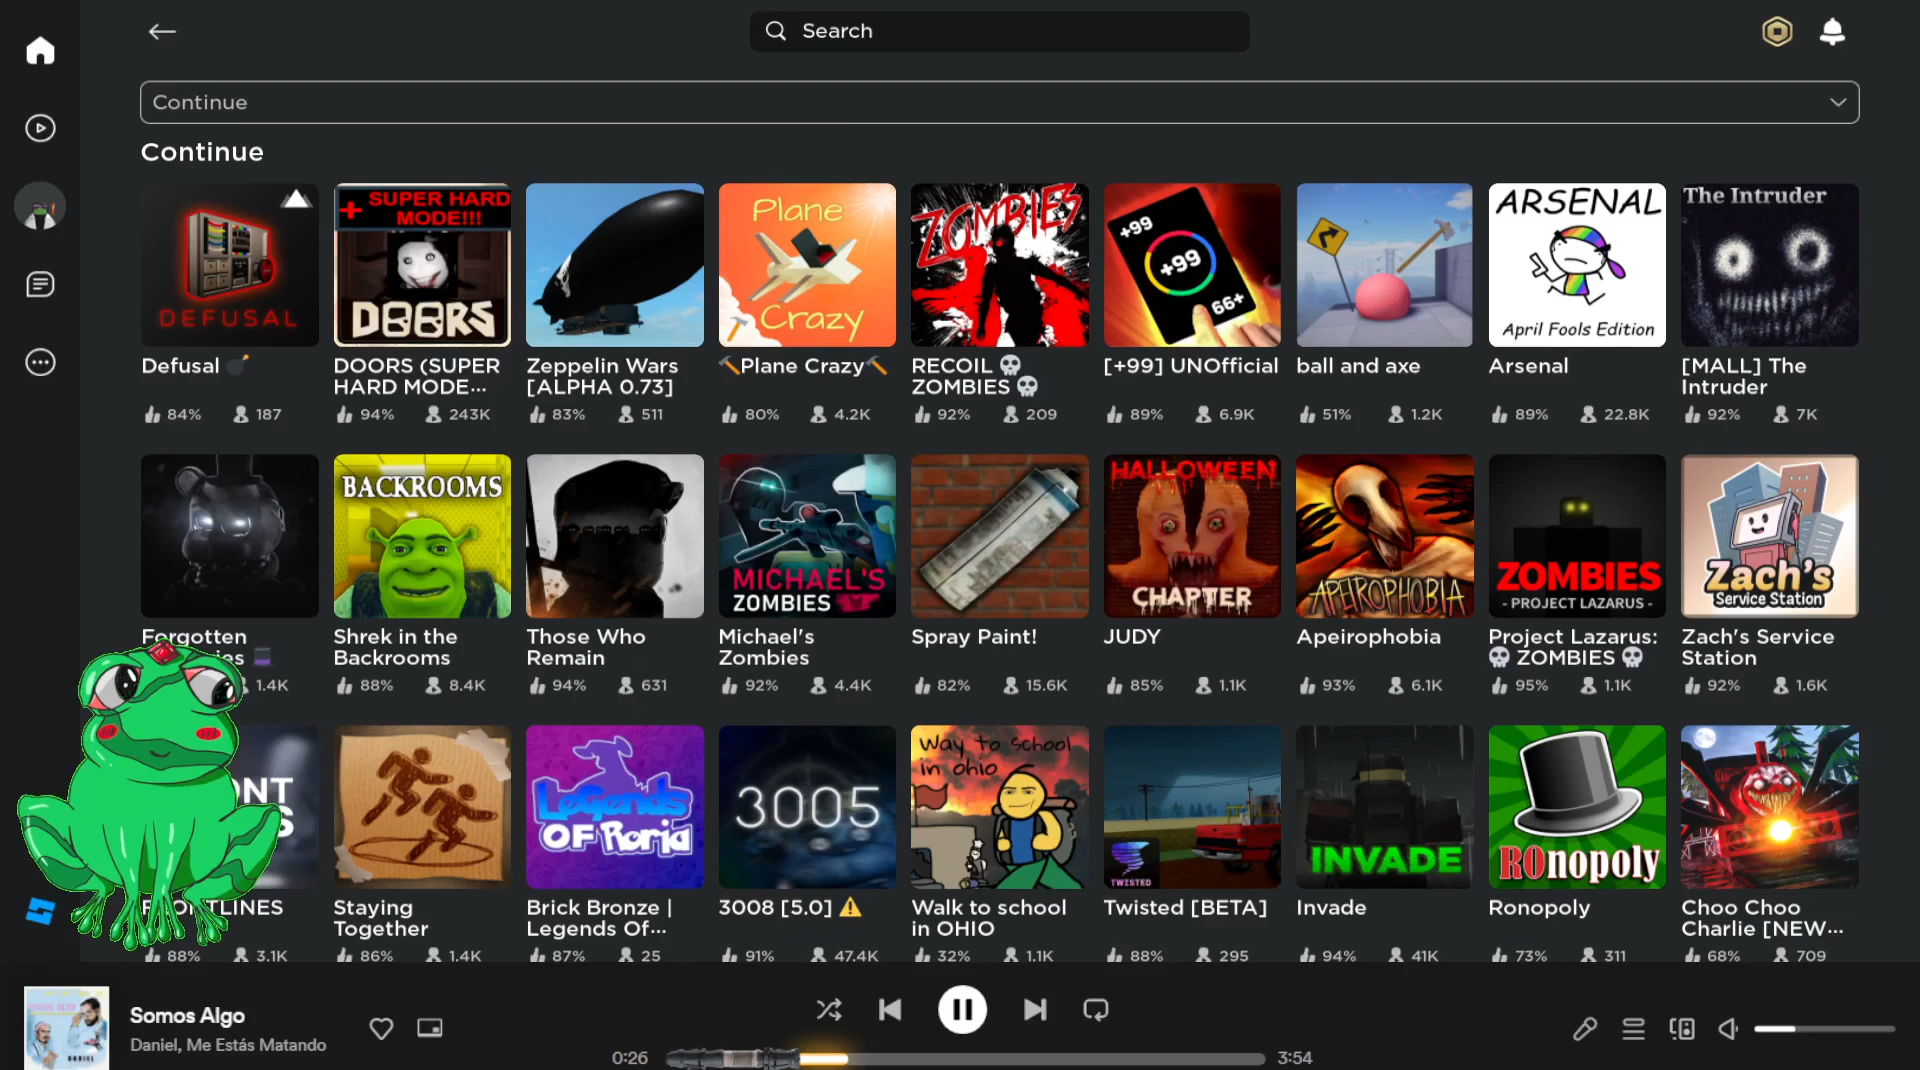 Search
Continue
Continue
DEFUSAL
+ SUPER HARD
MODE!!!
DOORS
Plane
Crazy
ZOMBIES
+99
+99
66+
ARSENAL
April Fools Edition
The Intruder
Defusal
DOORS (SUPER
HARD MODE...
Zeppelin Wars
[ALPHA 0.73]
Plane Crazy
RECOIL
ZOMBIES
[+99] UNOfficial
ball and axe
Arsenal
[MALL] The
Intruder
84% 187
94% 243K
83% 511
80% 4.2K
92% 209
89% 6.9K
51% 1.2K
89% 22.8K
92% 7K
BACKROOMS
MICHAEL'S
ZOMBIES
HALLOWEEN
CHAPTER
APEIROPHOBIA
ZOMBIES
- PROJECT LAZARUS -
Zach's
Service Station
Forgotten
Shrek in the
Backrooms
Those Who
Remain
Michael's
Zombies
Spray Paint!
JUDY
Apeirophobia
Project Lazarus:
ZOMBIES
Zach's Service
Station
1.4K
88% 8.4K
94% 631
92% 4.4K
82% 15.6K
85% 1.1K
93% 6.1K
95% 1.1K
92% 1.6K
Legends
OF Roria
3005
Way to school
in ohio
TWISTED
INVADE
ROnopoly
Staying
Together
Brick Bronze |
Legends Of...
3008 [5.0]
Walk to school
in OHIO
Twisted [BETA]
Invade
Ronopoly
Choo Choo
Charlie [NEW...
88% 3.1K
86% 1.4K
87% 25
91% 47.4K
32% 1.1K
88% 295
94% 41K
73% 311
68% 709
Somos Algo
Daniel, Me Estás Matando
DANIEL
0:26
3:54